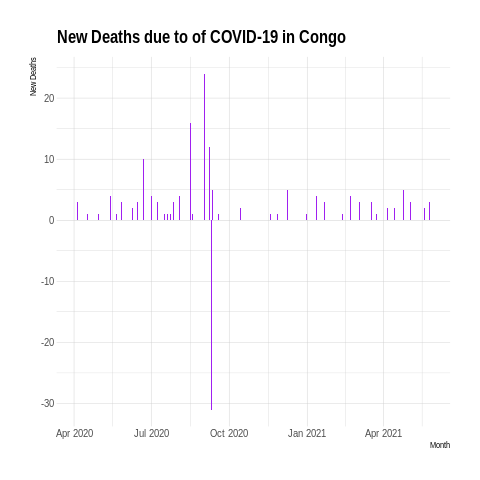 New Deaths due to of COVID-19 in Congo
New Deaths
20
10
0
-10
-20
-30
Apr 2020 Jul 2020 Oct 2020 Jan 2021 Apr 2021
Month